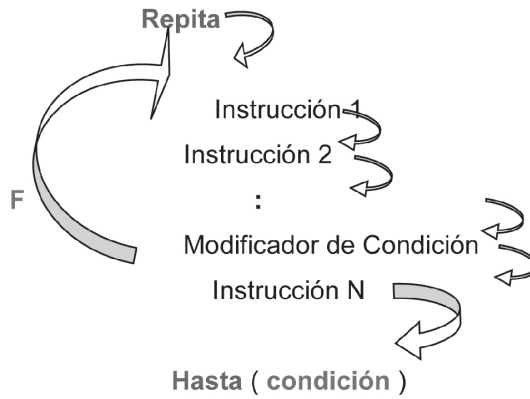 Repita
Instrucción 1
Instrucción 2
F
:
Modificador de Condición
Instrucción N
Hasta ( condición )